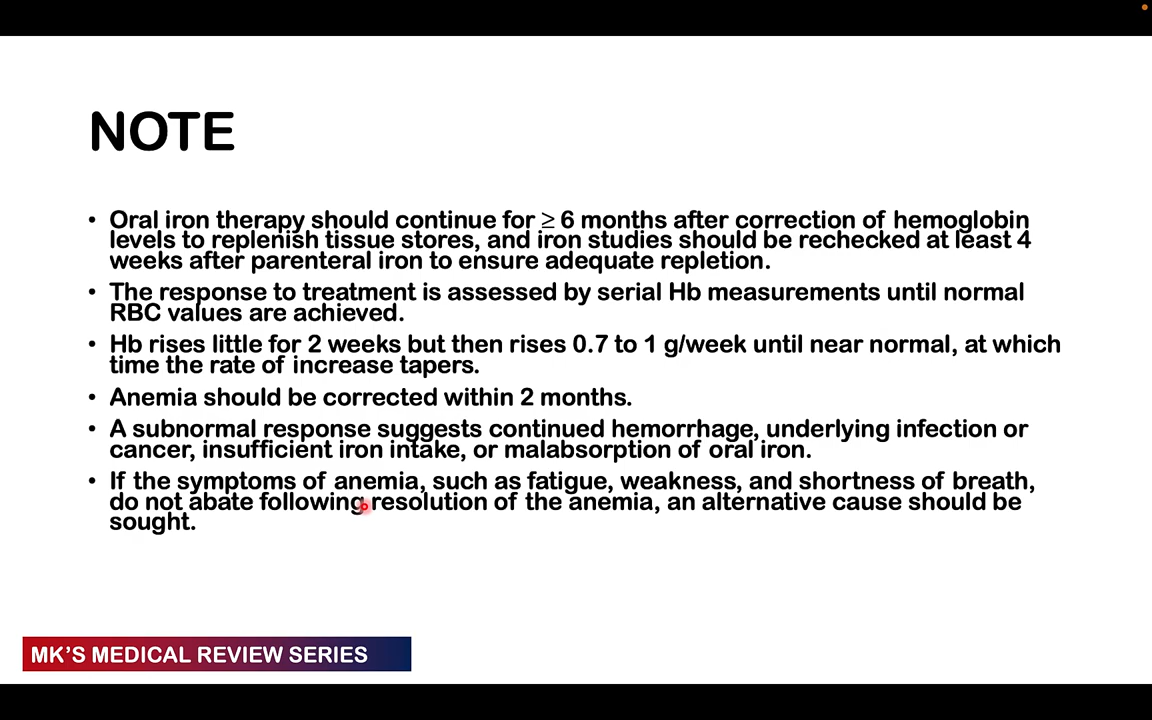 NOTE
• Oral iron therapy should continue for ≥ 6 months after correction of hemoglobin
levels to replenish tissue stores, and iron studies should be rechecked at least 4
weeks after parenteral iron to ensure adequate repletion.
• The response to treatment is assessed by serial Hb measurements until normal
RBC values are achieved.
• Hb rises little for 2 weeks but then rises 0.7 to 1 g/week until near normal, at which
time the rate of increase tapers.
• Anemia should be corrected within 2 months.
• A subnormal response suggests continued hemorrhage, underlying infection or
cancer, insufficient iron intake, or malabsorption of oral iron.
• If the symptoms of anemia, such as fatigue, weakness, and shortness of breath,
do not abate following resolution of the anemia, an alternative cause should be
sought.
MK'S MEDICAL REVIEW SERIES